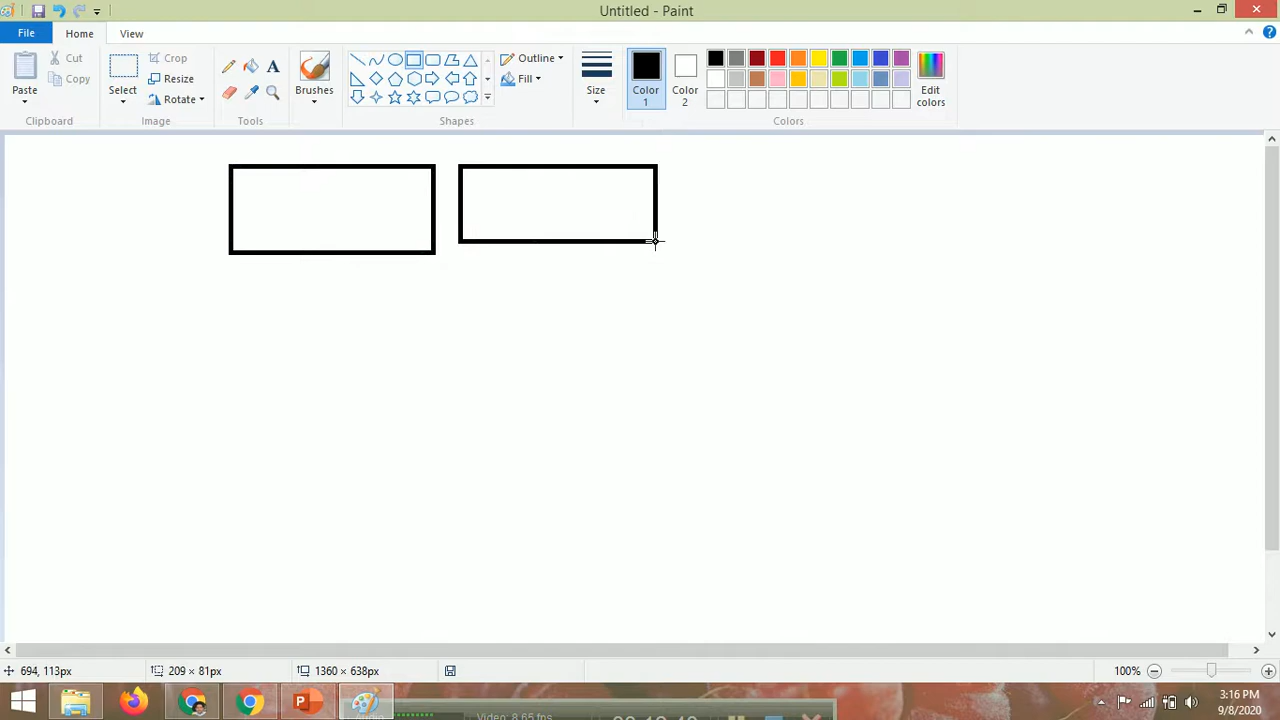 Untitled - Paint
File Home View
Paste Cut Copy
Clipboard
Select Crop Resize Rotate
Image
Tools
Brushes
Outline Fill
Shapes
Size
Color 1
Color 2
Edit colors
Colors
694, 113px 209 × 81px 1360 × 638px 100%
3:16 PM
9/8/2020